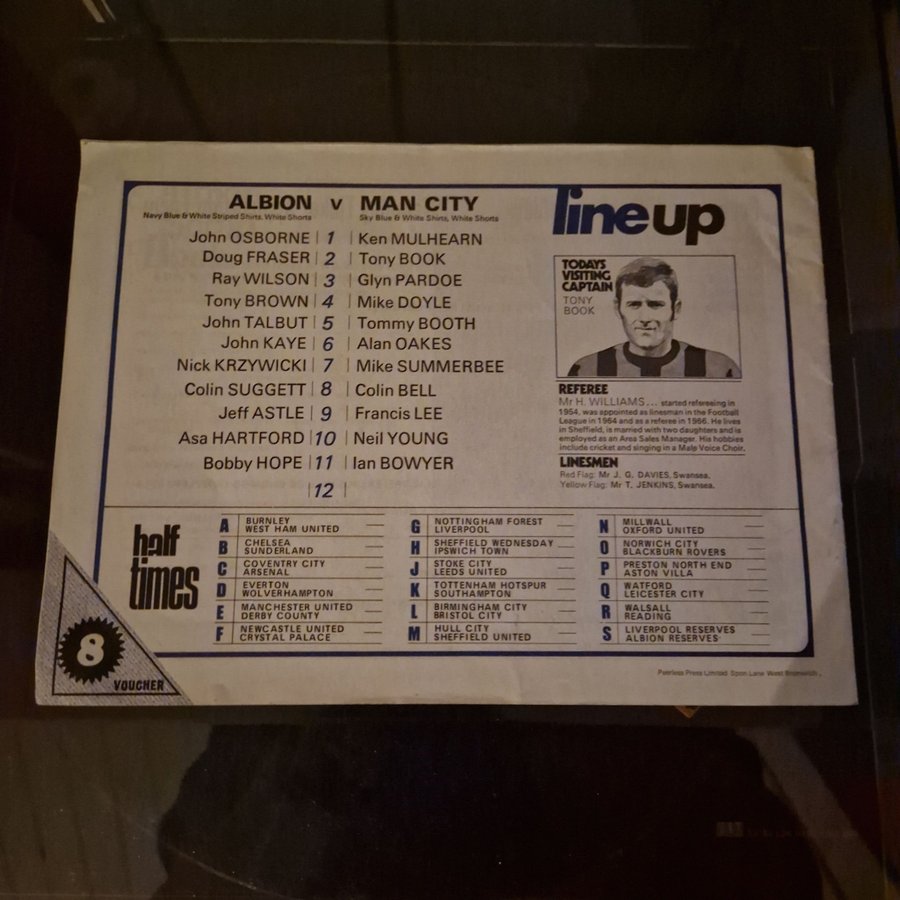 ALBION v MAN CITY
Navy Blue & White Striped Shirts. White Shorts
Sky Blue & White Shirts, White Shorts
John OSBORNE 1 Ken MULHEARN
Doug FRASER 2 Tony BOOK
Ray WILSON 3 Glyn PARDOE
Tony BROWN 4 Mike DOYLE
John TALBUT 5 Tommy BOOTH
John KAYE 6 Alan OAKES
Nick KRZYWICKI 7 Mike SUMMERBEE
Colin SUGGETT 8 Colin BELL
Jeff ASTLE 9 Francis LEE
Asa HARTFORD 10 Neil YOUNG
Bobby HOPE 11 Ian BOWYER
12
line up
TODAYS
VISITING
CAPTAIN
TONY
BOOK
REFEREE
Mr H. WILLIAMS ... started refereeing in
1954, was appointed as linesman in the Football
League in 1964 and as a referee in 1966. He lives
in Sheffield, is married with two daughters and is
employed as an Area Sales Manager. His hobbies
include cricket and singing in a Male Voice Choir.
LINESMEN
Red Flag: Mr J. G. DAVIES, Swansea.
Yellow Flag: Mr T. JENKINS, Swansea.
half
times
A BURNLEY
WEST HAM UNITED
B CHELSEA
SUNDERLAND
C COVENTRY CITY
ARSENAL
D EVERTON
WOLVERHAMPTON
E MANCHESTER UNITED
DERBY COUNTY
F NEWCASTLE UNITED
CRYSTAL PALACE
G NOTTINGHAM FOREST
LIVERPOOL
H SHEFFIELD WEDNESDAY
IPSWICH TOWN
J STOKE CITY
LEEDS UNITED
K TOTTENHAM HOTSPUR
SOUTHAMPTON
L BIRMINGHAM CITY
BRISTOL CITY
M HULL CITY
SHEFFIELD UNITED
N MILLWALL
OXFORD UNITED
O NORWICH CITY
BLACKBURN ROVERS
P PRESTON NORTH END
ASTON VILLA
Q WATFORD
LEICESTER CITY
R WALSALL
READING
S LIVERPOOL RESERVES
ALBION RESERVES
8
VOUCHER
Peerless Press Limited Spon Lane West Bromwich.